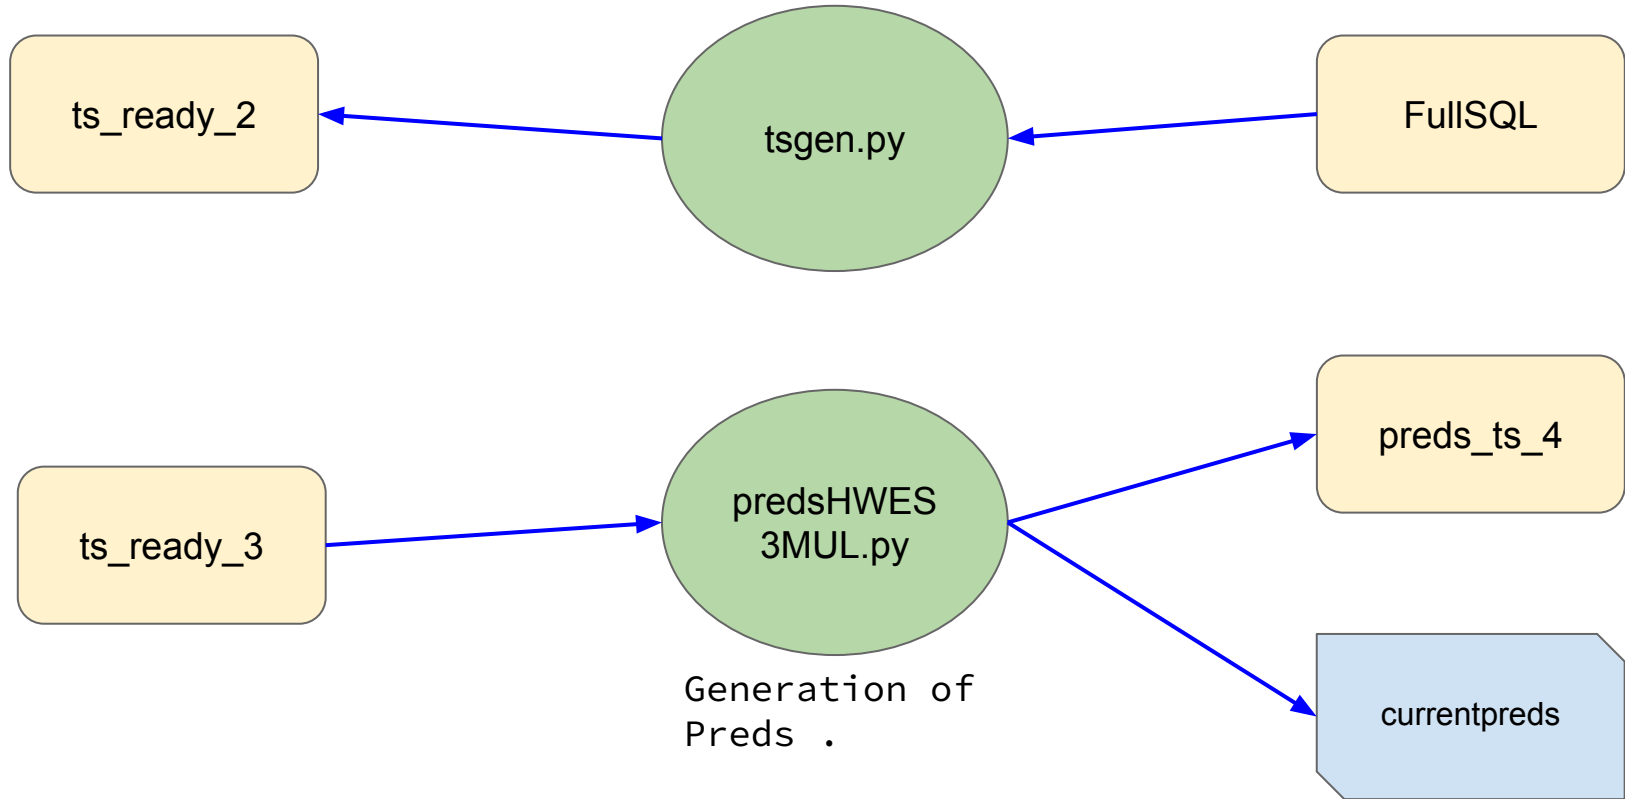 ts_ready_2
tsgen.py
FullSQL
preds_ts_4
ts_ready_3
predsHWES
3MUL.py
currentpreds
Generation of
Preds .